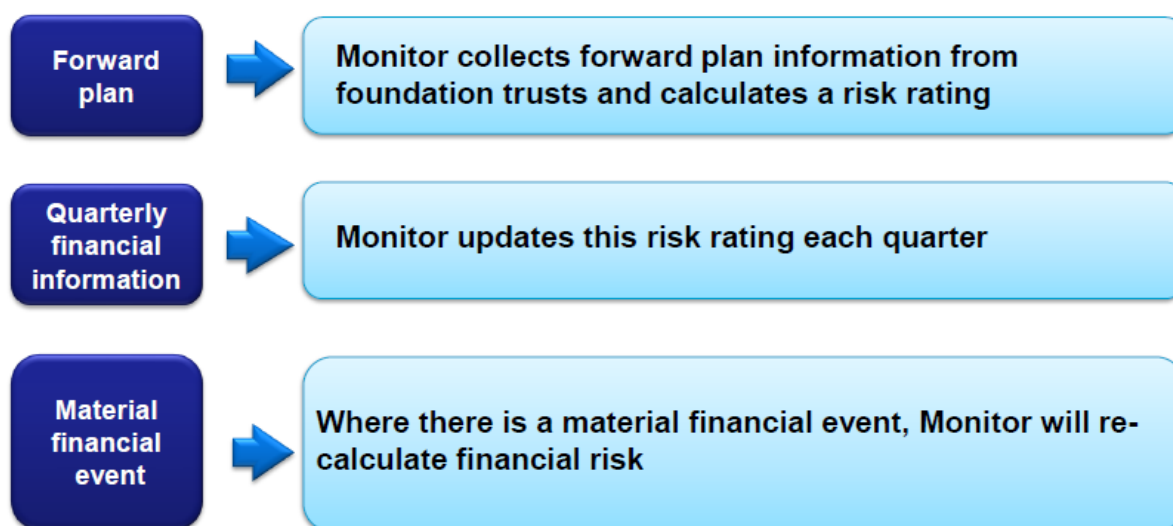 Forward
plan
Monitor collects forward plan information from
foundation trusts and calculates a risk rating
Quarterly
financial
information
Monitor updates this risk rating each quarter
Material
financial
event
Where there is a material financial event, Monitor will re-
calculate financial risk